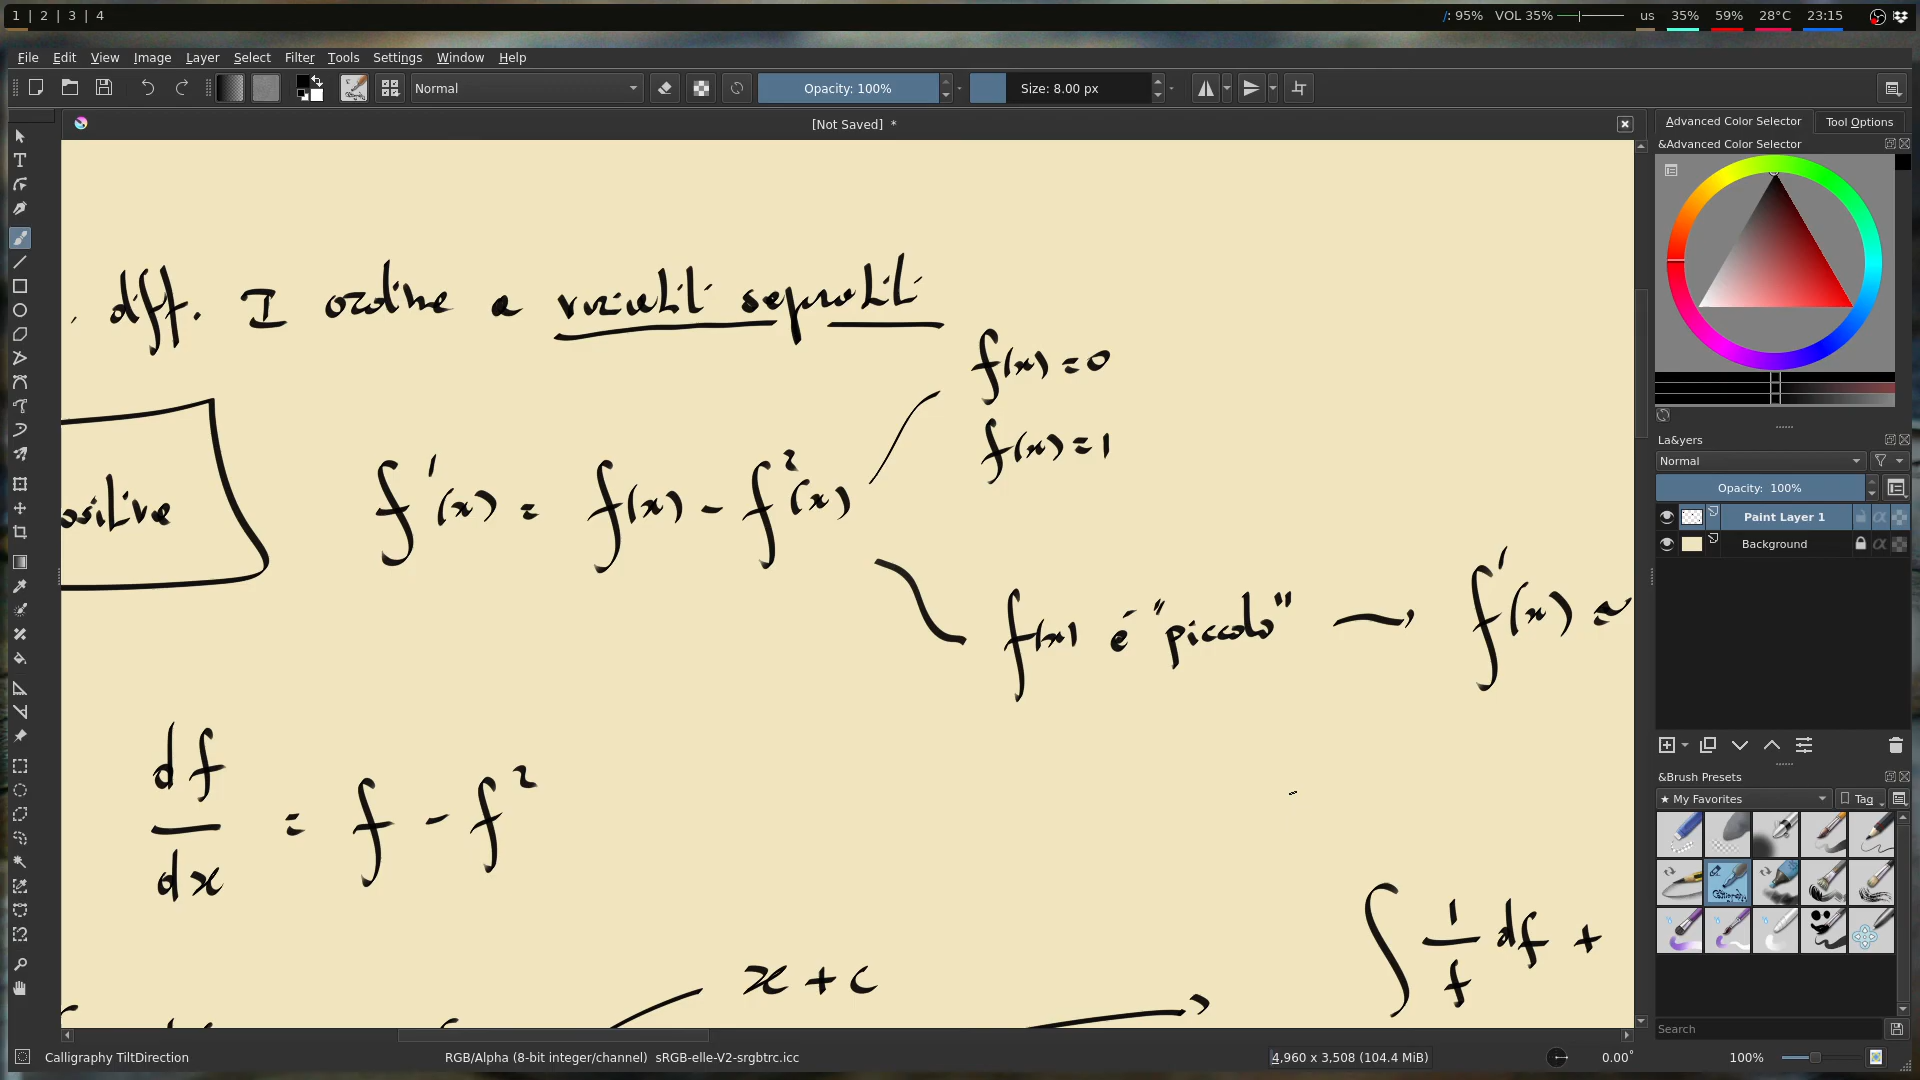 1 | 2 | 3 | 4
/: 95% VOL 35% us 35% 59% 28°C 23:15
File Edit View Image Layer Select Filter Tools Settings Window Help
Normal
Opacity: 100%
Size: 8.00 px
[Not Saved] *
Advanced Color Selector
Tool Options
&Advanced Color Selector
. diff. I ordine a variabili separabili
f(x) = 0
f(x) = 1
ositive
f'(x) = f(x) - f²(x)
f(x) é "piccolo" → f'(x) ≈
df/dx = f - f²
∫ 1/f df +
x + c
La&yers
Normal
Opacity: 100%
Paint Layer 1
Background
&Brush Presets
★ My Favorites
Tag
Search
Calligraphy TiltDirection
RGB/Alpha (8-bit integer/channel) sRGB-elle-V2-srgbtrc.icc
4,960 x 3,508 (104.4 MiB)
0.00°
100%